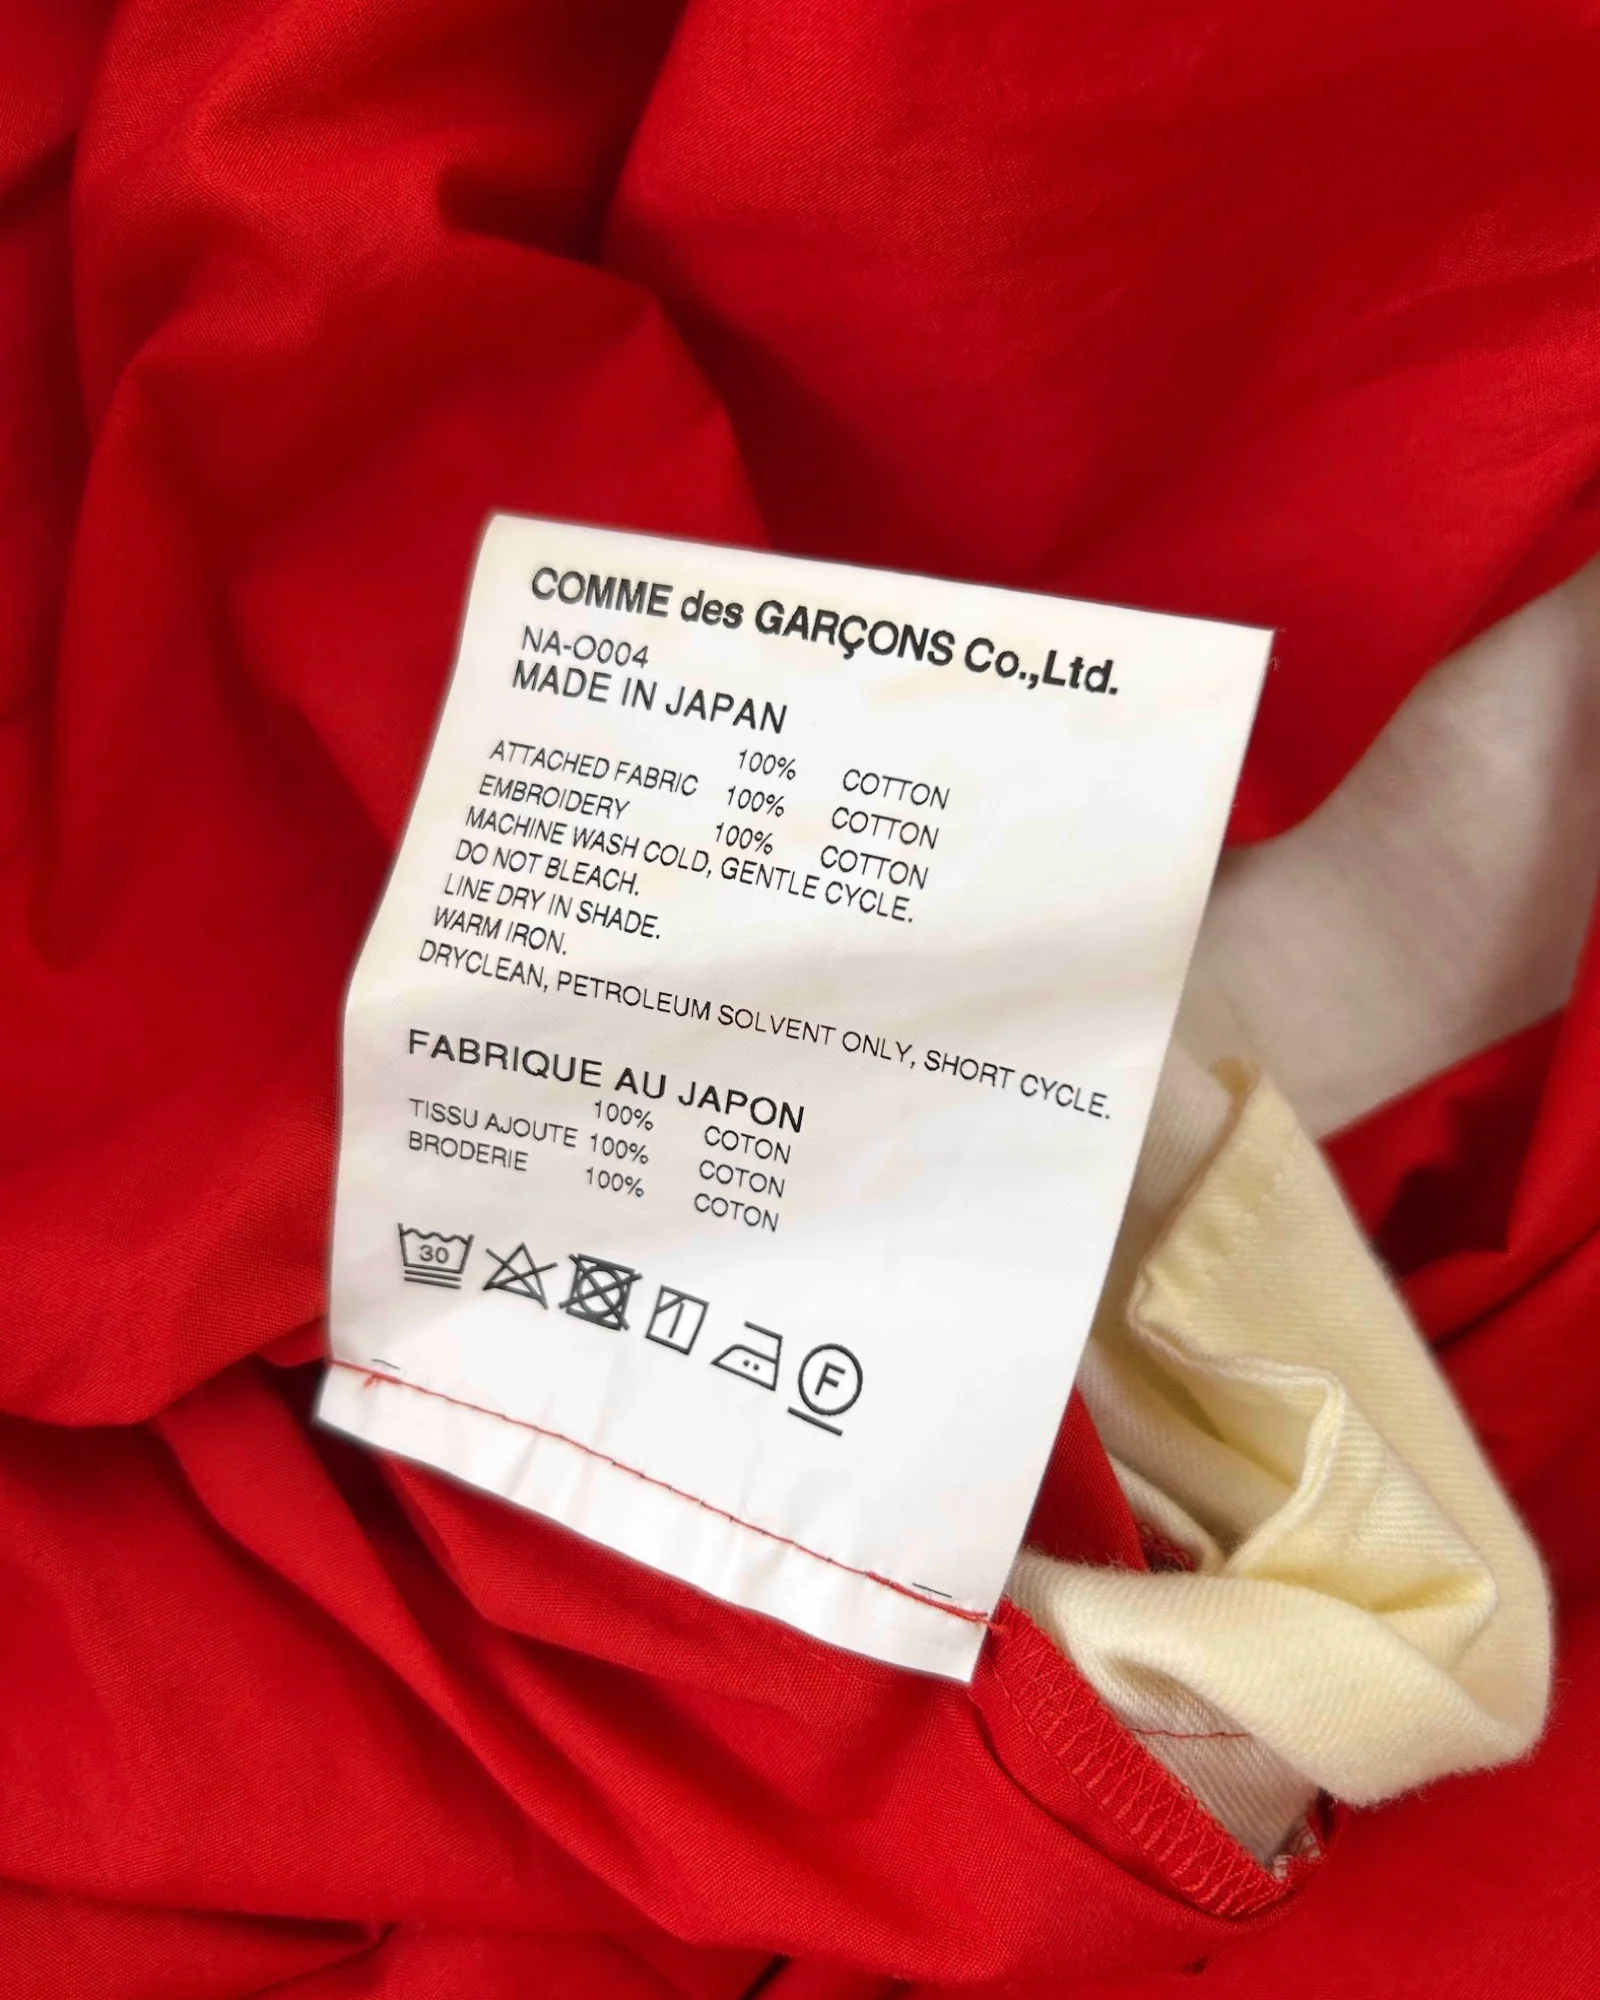 COMME des GARÇONS Co.,Ltd.
NA-O004
MADE IN JAPAN
100% COTTON
ATTACHED FABRIC 100% COTTON
EMBROIDERY 100% COTTON
MACHINE WASH COLD, GENTLE CYCLE.
DO NOT BLEACH.
LINE DRY IN SHADE.
WARM IRON.
DRYCLEAN, PETROLEUM SOLVENT ONLY, SHORT CYCLE.
FABRIQUE AU JAPON
100% COTON
TISSU AJOUTE 100% COTON
BRODERIE 100% COTON
30
F